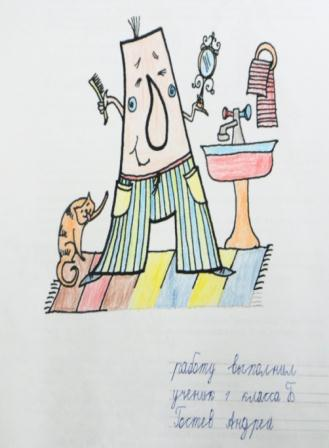 работу выполнил
ученик 1 класса Б
Гостев Андрей